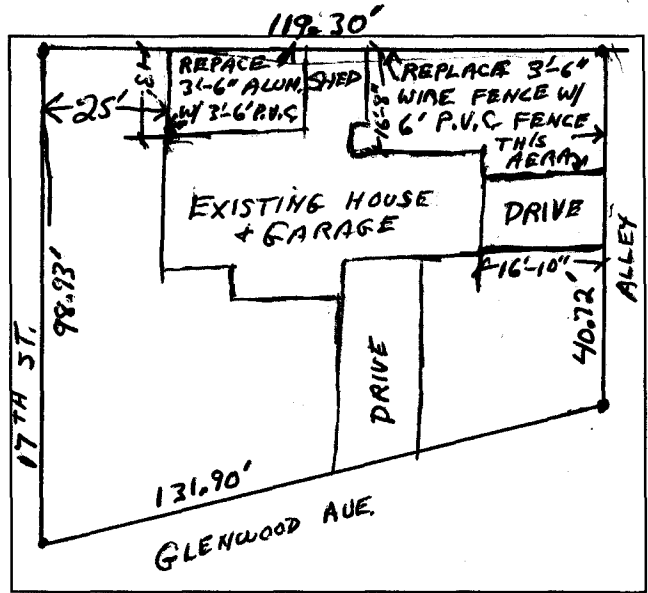 119.30'
REPACE
3'-6" ALUM.
W/ 3'-6' P.V.C
SHED
REPLACE 3'-6"
WIRE FENCE W/
6' P.V.C FENCE
THIS
AERA
25'
16'-8"
EXISTING HOUSE
+ GARAGE
DRIVE
16'-10"
ALLEY
98.93'
40.72'
17TH ST.
DRIVE
131.90'
GLENWOOD AVE.